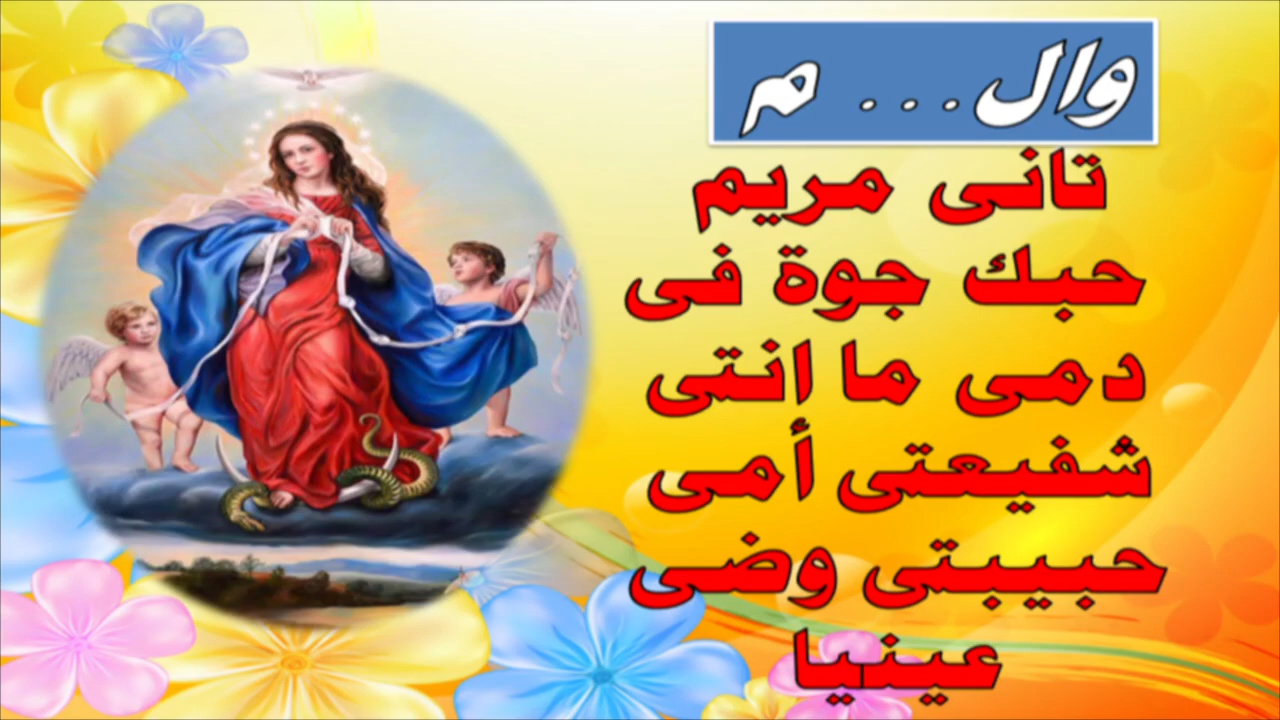 وال... م
تانى مريم
حبك جوة فى
دمى ما انتى
شفيعتى أمى
حبيبتى وضى
عينيا